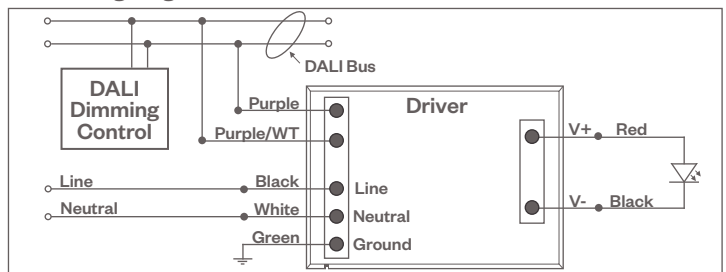 DALI Bus
DALI
Dimming
Control
Driver
Purple
Purple/WT
V+ Red
Line Black Line
Neutral White Neutral
V- Black
Green Ground